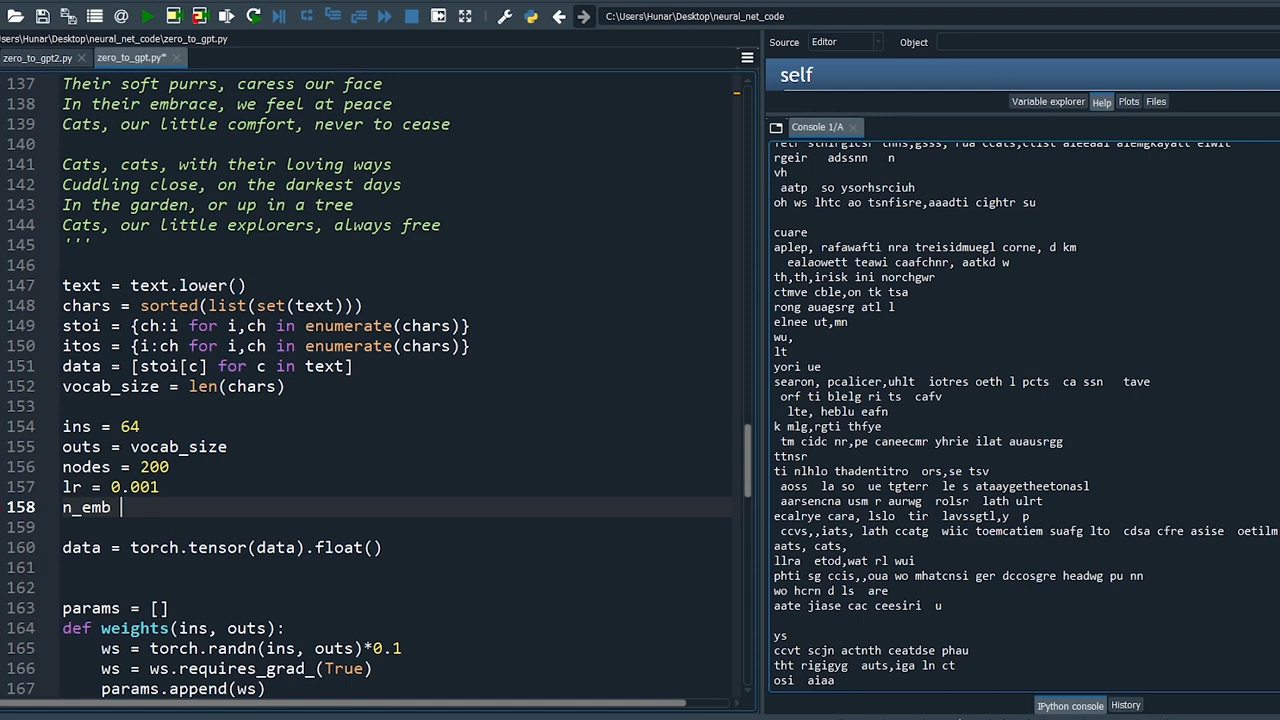 C:\Users\Hunar\Desktop\neural_net_code
sers\Hunar\Desktop\neural_net_code\zero_to_gpt.py
zero_to_gpt2.py
zero_to_gpt.py*
137 Their soft purrs, caress our face
138 In their embrace, we feel at peace
139 Cats, our little comfort, never to cease
140
141 Cats, cats, with their loving ways
142 Cuddling close, on the darkest days
143 In the garden, or up in a tree
144 Cats, our little explorers, always free
145 '''
146
147 text = text.lower()
148 chars = sorted(list(set(text)))
149 stoi = {ch:i for i,ch in enumerate(chars)}
150 itos = {i:ch for i,ch in enumerate(chars)}
151 data = [stoi[c] for c in text]
152 vocab_size = len(chars)
153
154 ins = 64
155 outs = vocab_size
156 nodes = 200
157 lr = 0.001
158 n_emb
159
160 data = torch.tensor(data).float()
161
162
163 params = []
164 def weights(ins, outs):
165 ws = torch.randn(ins, outs)*0.1
166 ws = ws.requires_grad_(True)
167 params.append(ws)
Source Editor Object
self
Variable explorer Help Plots Files
Console 1/A
rgeir adssnn n
vh
aatp so ysorhsrciuh
oh ws lhtc ao tsnfisre,aaadti cightr su
cuare
aplep, rafawafti nra treisidmuegl corne, d km
ealaowett teawi caafchnr, aatkd w
th,th,irisk ini norchgwr
ctmve cble,on tk tsa
rong auagsrg atl l
elnee ut,mn
wu,
lt
yori ue
searon, pcalicer,uhlt iotres oeth l pcts ca ssn tave
orf ti blelg ri ts cafv
lte, heblu eafn
k mlg,rgti thfye
tm cidc nr,pe caneecmr yhrie ilat auausrgg
ttnsr
ti nlhlo thadentitro ors,se tsv
aoss la so ue tgterr le s ataaygetheetonasl
aarsencna usm r aurwg rolsr lath ulrt
ecalrye cara, lslo tir lavssgtl,y p
ccvs,,iats, lath ccatg wiic toemcatiem suafg lto cdsa cfre asise oetilm
aats, cats,
llra etod,wat rl wui
phti sg ccis,,oua wo mhatcnsi ger dccosgre headwg pu nn
wo hcrn d ls are
aate jiase cac ceesiri u
ys
ccvt scjn actnth ceatdse phau
tht rigigyg auts,iga ln ct
osi aiaa
IPython console History